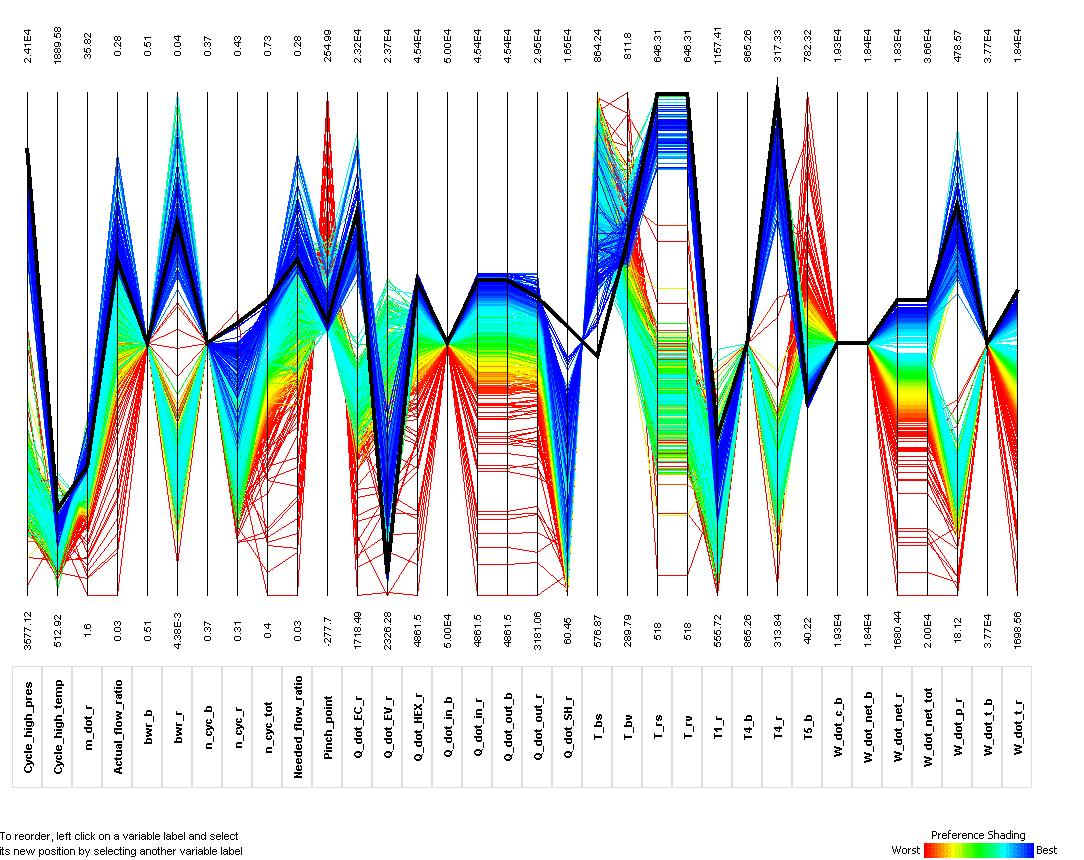 2.41E4 1889.58 35.82 0.28 0.51 0.04 0.37 0.43 0.73 0.28 254.99 2.32E4 2.37E4 4.54E4 5.00E4 4.54E4 4.54E4 2.95E4 1.65E4 864.24 811.8 646.31 646.31 1157.41 865.26 317.33 782.32 1.93E4 1.84E4 1.83E4 3.66E4 478.57 3.77E4 1.84E4
3577.12 512.92 1.6 0.03 0.51 4.38E-3 0.37 0.31 0.4 0.03 -277.7 1718.49 2326.28 4861.5 5.00E4 4861.5 4861.5 3181.06 60.45 576.87 289.79 518 518 555.72 865.26 313.84 40.22 1.93E4 1.84E4 1680.44 2.00E4 18.12 3.77E4 1698.56
Cycle_high_pres Cycle_high_temp m_dot_r Actual_flow_ratio bwr_b bwr_r n_cyc_b n_cyc_r n_cyc_tot Needed_flow_ratio Pinch_point Q_dot_EC_r Q_dot_EV_r Q_dot_HEX_r Q_dot_in_b Q_dot_in_r Q_dot_out_b Q_dot_out_r Q_dot_SH_r T_bs T_bv T_rs T_rv T1_r T4_b T4_r T5_b W_dot_c_b W_dot_net_b W_dot_net_r W_dot_net_tot W_dot_p_r W_dot_t_b W_dot_t_r
To reorder, left click on a variable label and select
its new position by selecting another variable label
Preference Shading
Worst Best